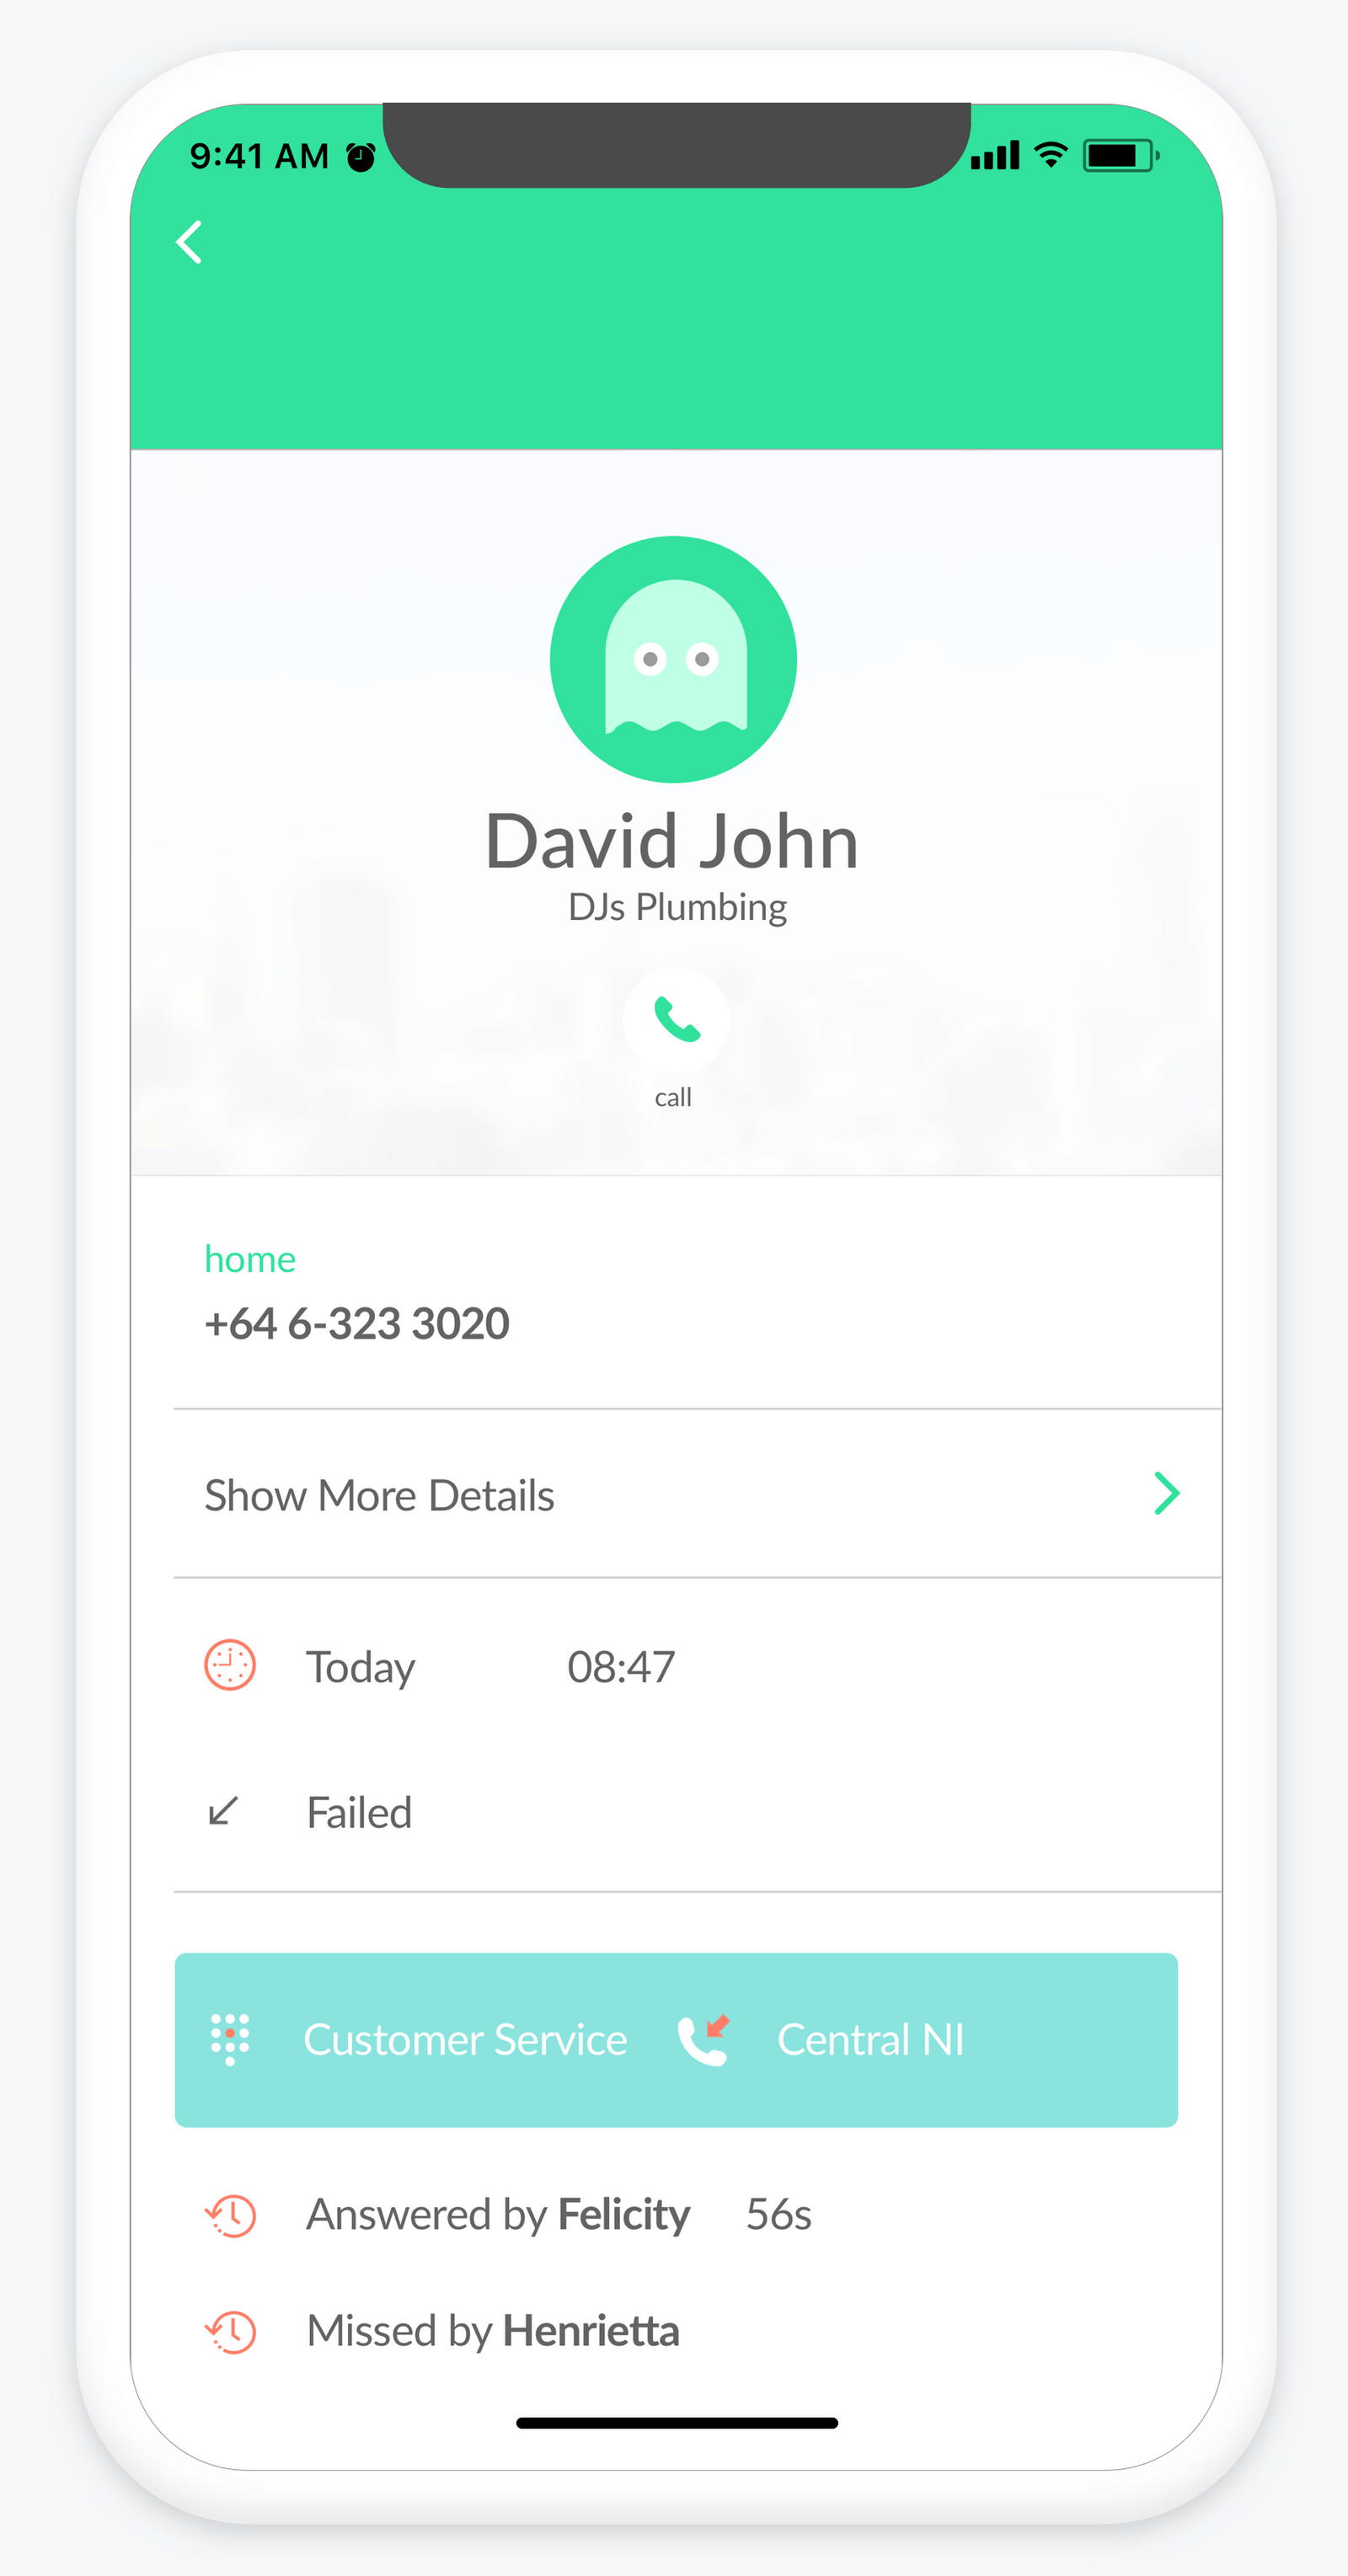 9:41 AM
David John
DJs Plumbing
call
home
+64 6-323 3020
Show More Details
Today 08:47
Failed
Customer Service Central NI
Answered by Felicity 56s
Missed by Henrietta